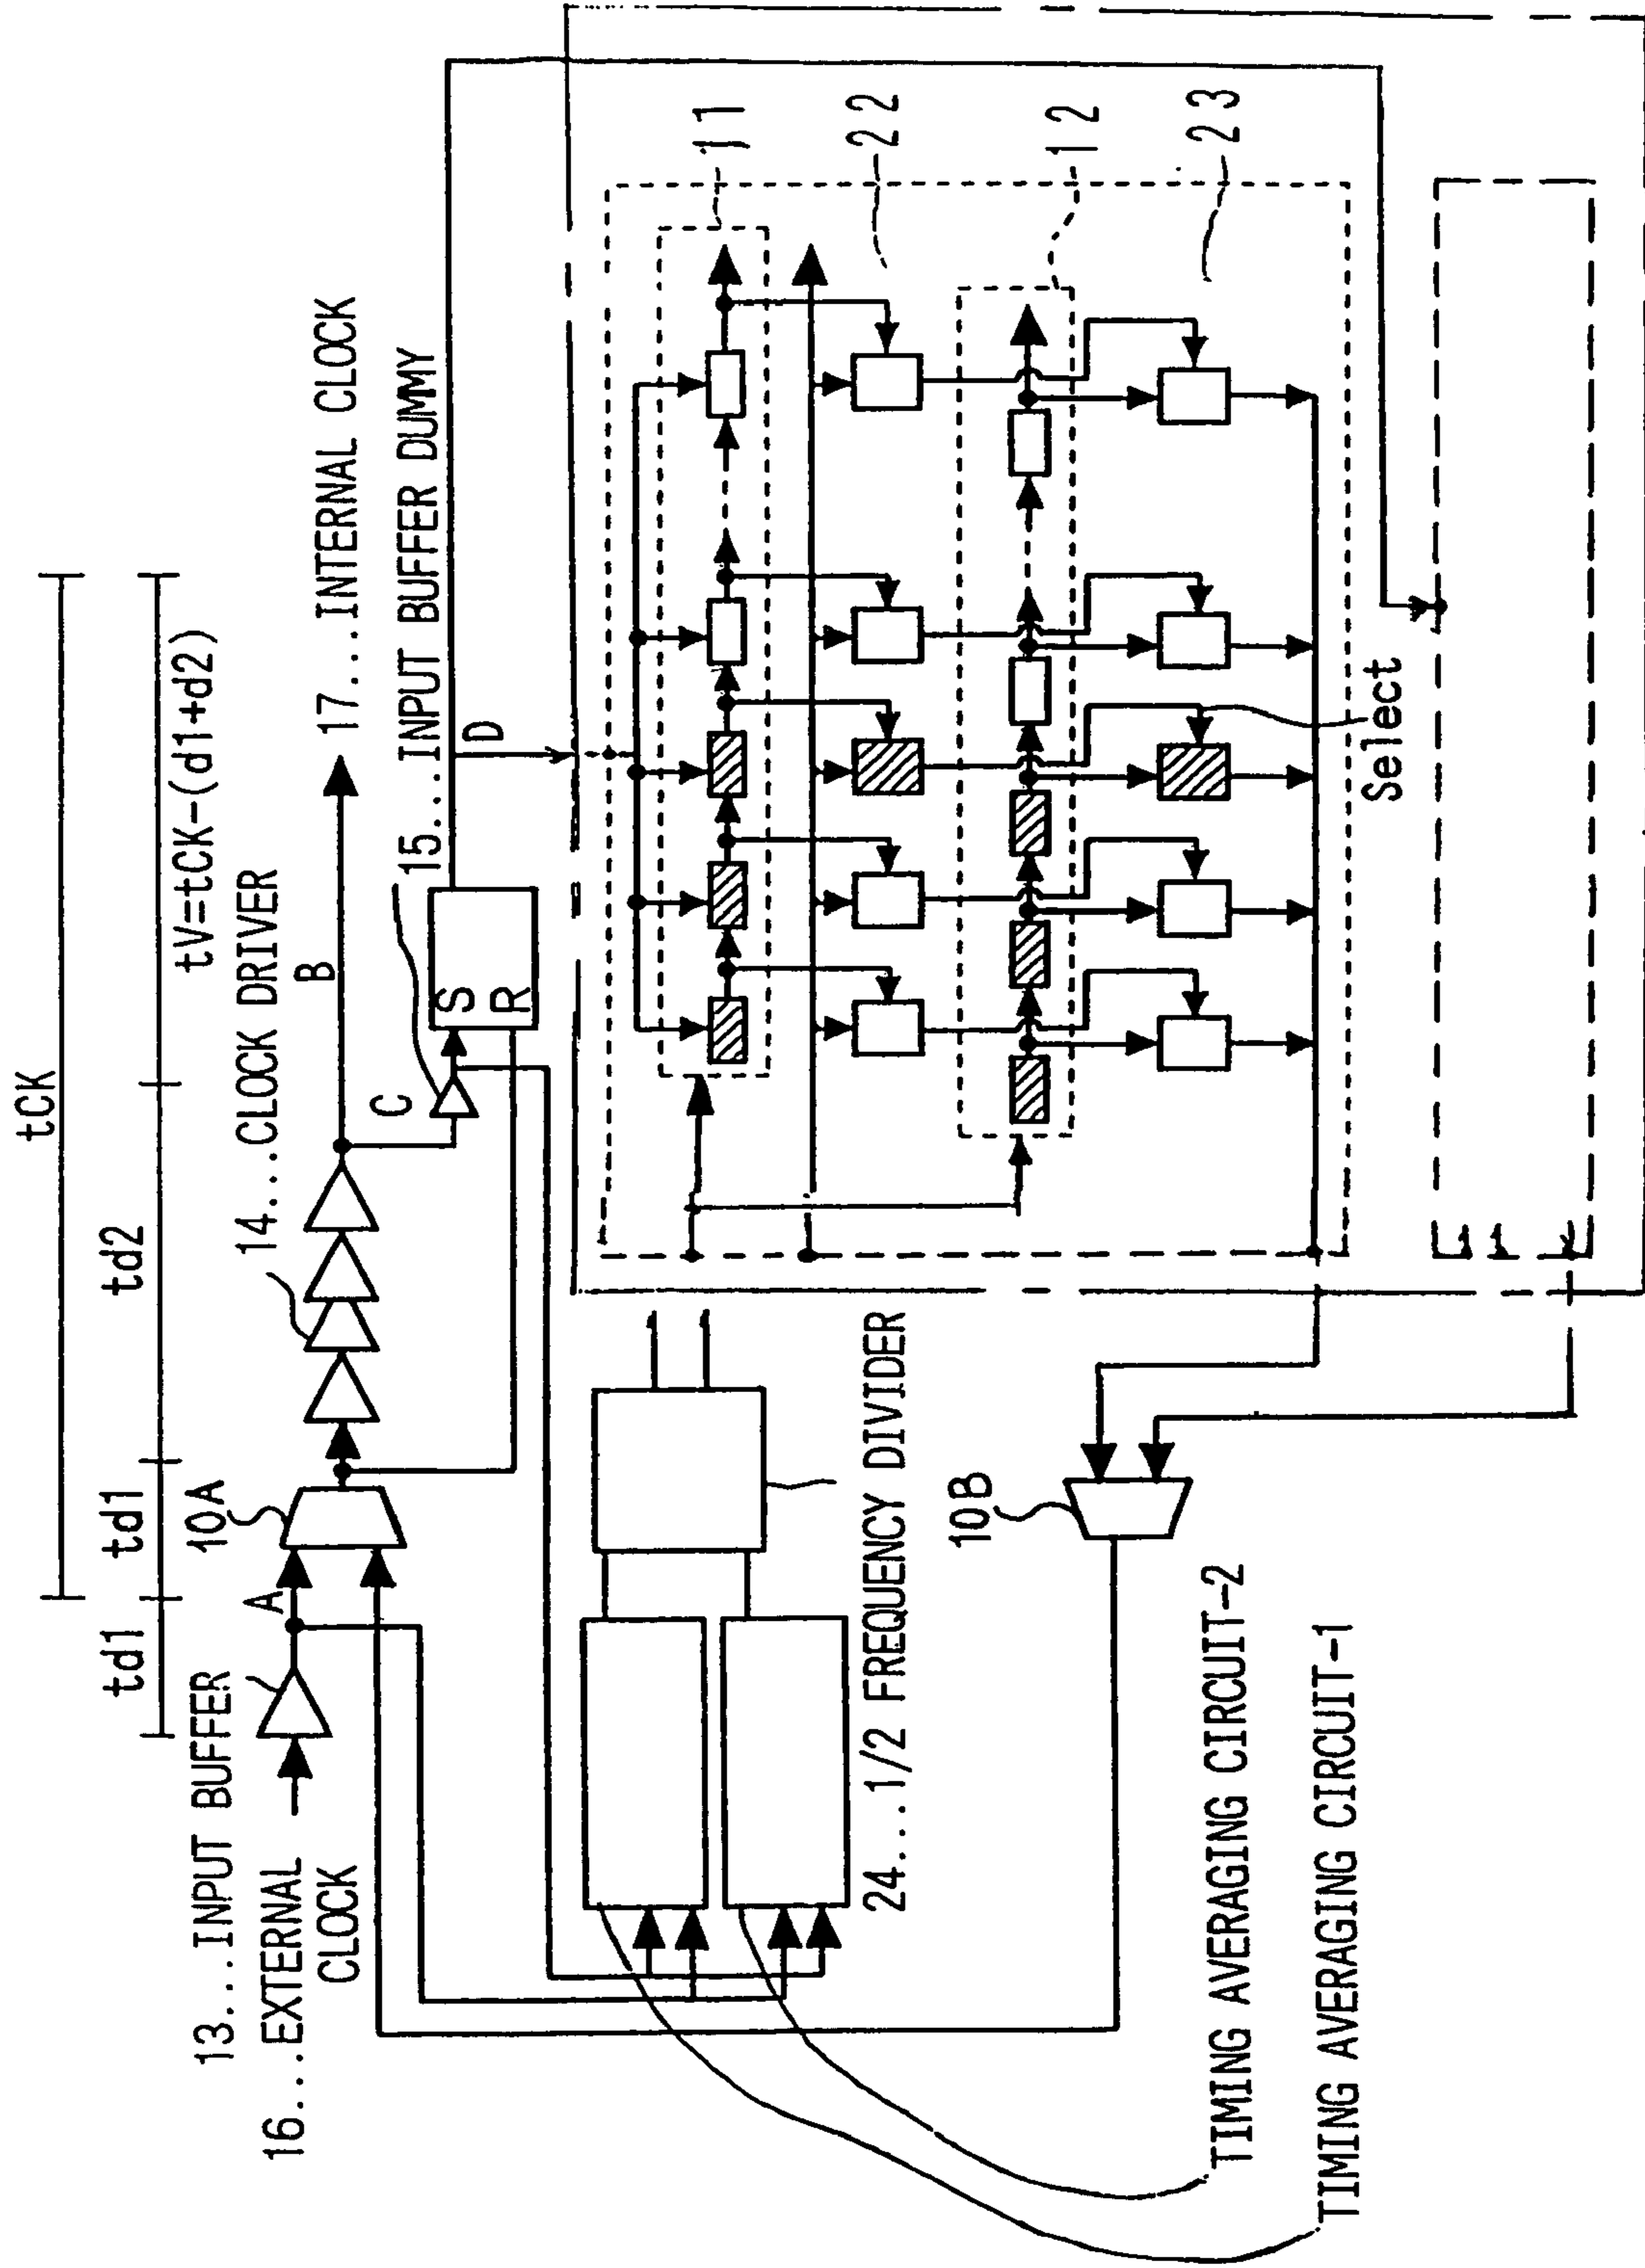 tCK
td1
td1
td2
tV=tCK-(d1+d2)
13...INPUT BUFFER
10A
14...CLOCK DRIVER
16...EXTERNAL
CLOCK
A
B
17...INTERNAL CLOCK
C
15...INPUT BUFFER DUMMY
S
R
D
11
22
12
23
24...1/2 FREQUENCY DIVIDER
10B
Select
TIMING AVERAGING CIRCUIT-2
TIMING AVERAGING CIRCUIT-1